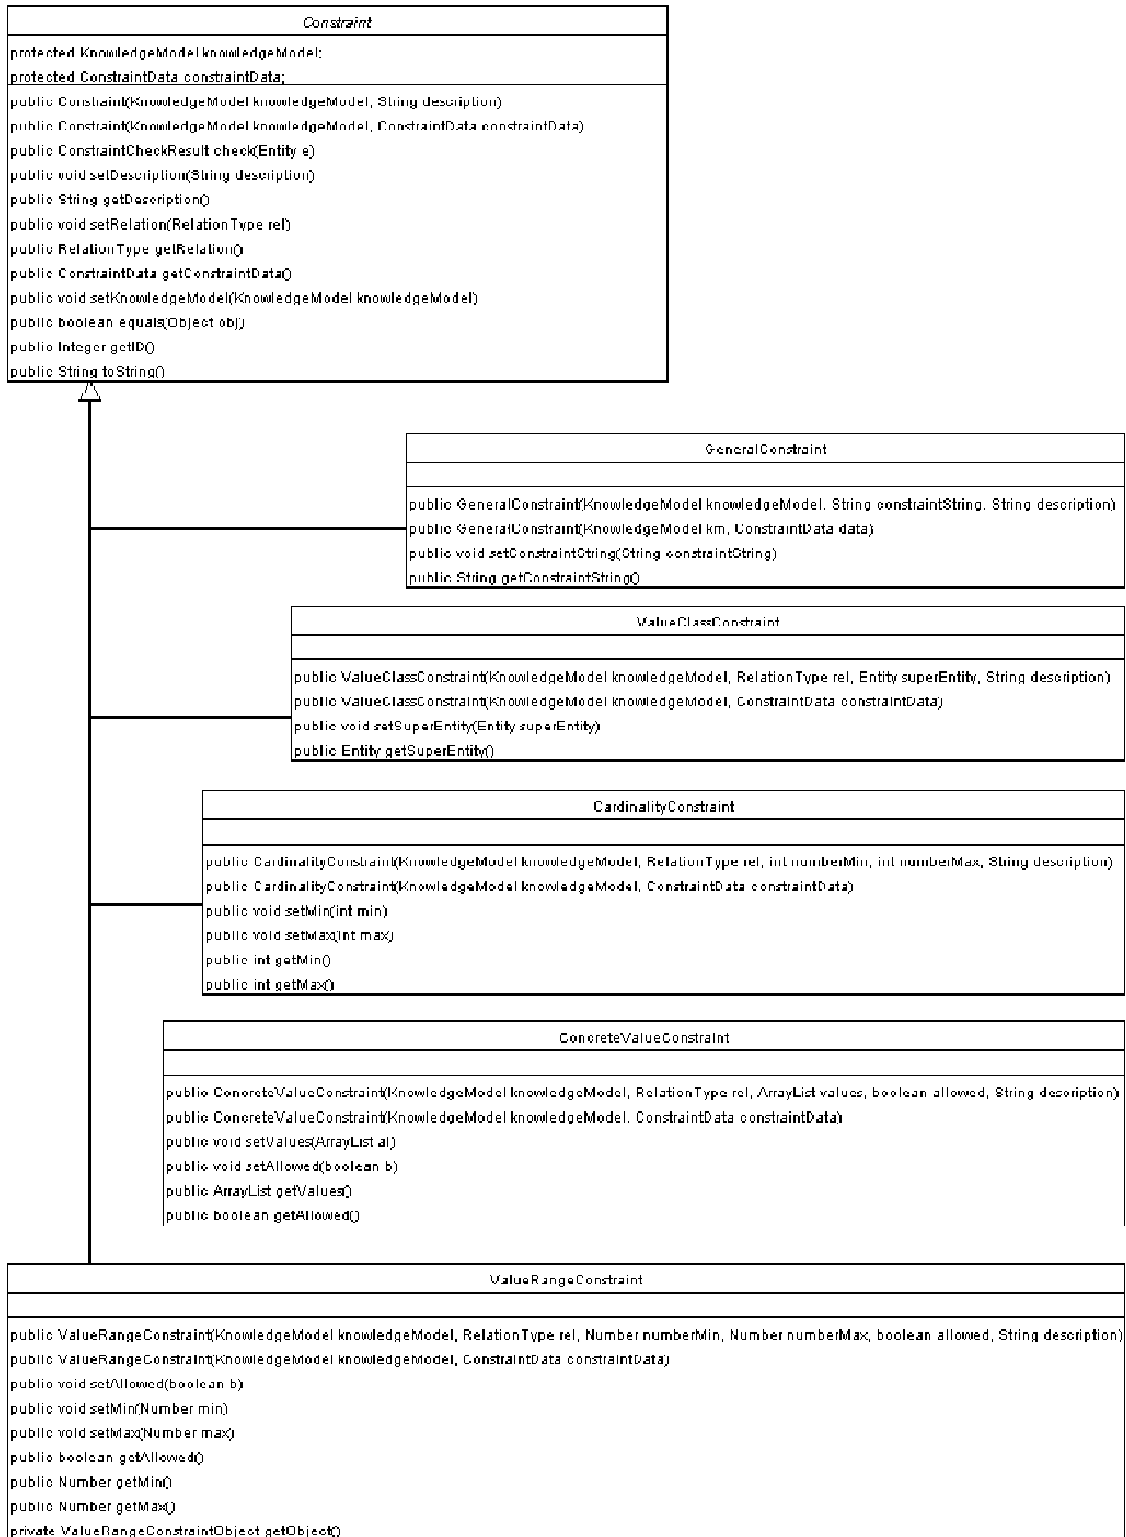 Constraint
protected KnowledgeModel knowledgeModel;
protected ConstraintData constraintData;
public Constraint(KnowledgeModel knowledgeModel, String description)
public Constraint(KnowledgeModel knowledgeModel, ConstraintData constraintData)
public ConstraintCheckResult check(Entity e)
public void setDescription(String description)
public String getDescription()
public void setRelation(RelationType rel)
public RelationType getRelation()
public ConstraintData getConstraintData()
public void setKnowledgeModel(KnowledgeModel knowledgeModel)
public boolean equals(Object obj)
public Integer getID()
public String toString()
GeneralConstraint
public GeneralConstraint(KnowledgeModel knowledgeModel, String constraintString, String description)
public GeneralConstraint(KnowledgeModel km, ConstraintData data)
public void setConstraintString(String constraintString)
public String getConstraintString()
ValueClassConstraint
public ValueClassConstraint(KnowledgeModel knowledgeModel, RelationType rel, Entity superEntity, String description)
public ValueClassConstraint(KnowledgeModel knowledgeModel, ConstraintData constraintData)
public void setSuperEntity(Entity superEntity)
public Entity getSuperEntity()
CardinalityConstraint
public CardinalityConstraint(KnowledgeModel knowledgeModel, RelationType rel, int numberMin, int numberMax, String description)
public CardinalityConstraint(KnowledgeModel knowledgeModel, ConstraintData constraintData)
public void setMin(int min)
public void setMax(int max)
public int getMin()
public int getMax()
ConcreteValueConstraint
public ConcreteValueConstraint(KnowledgeModel knowledgeModel, RelationType rel, ArrayList values, boolean allowed, String description)
public ConcreteValueConstraint(KnowledgeModel knowledgeModel, ConstraintData constraintData)
public void setValues(ArrayList al)
public void setAllowed(boolean b)
public ArrayList getValues()
public boolean getAllowed()
ValueRangeConstraint
public ValueRangeConstraint(KnowledgeModel knowledgeModel, RelationType rel, Number numberMin, Number numberMax, boolean allowed, String description)
public ValueRangeConstraint(KnowledgeModel knowledgeModel, ConstraintData constraintData)
public void setAllowed(boolean b)
public void setMin(Number min)
public void setMax(Number max)
public boolean getAllowed()
public Number getMin()
public Number getMax()
private ValueRangeConstraintObject getObject()